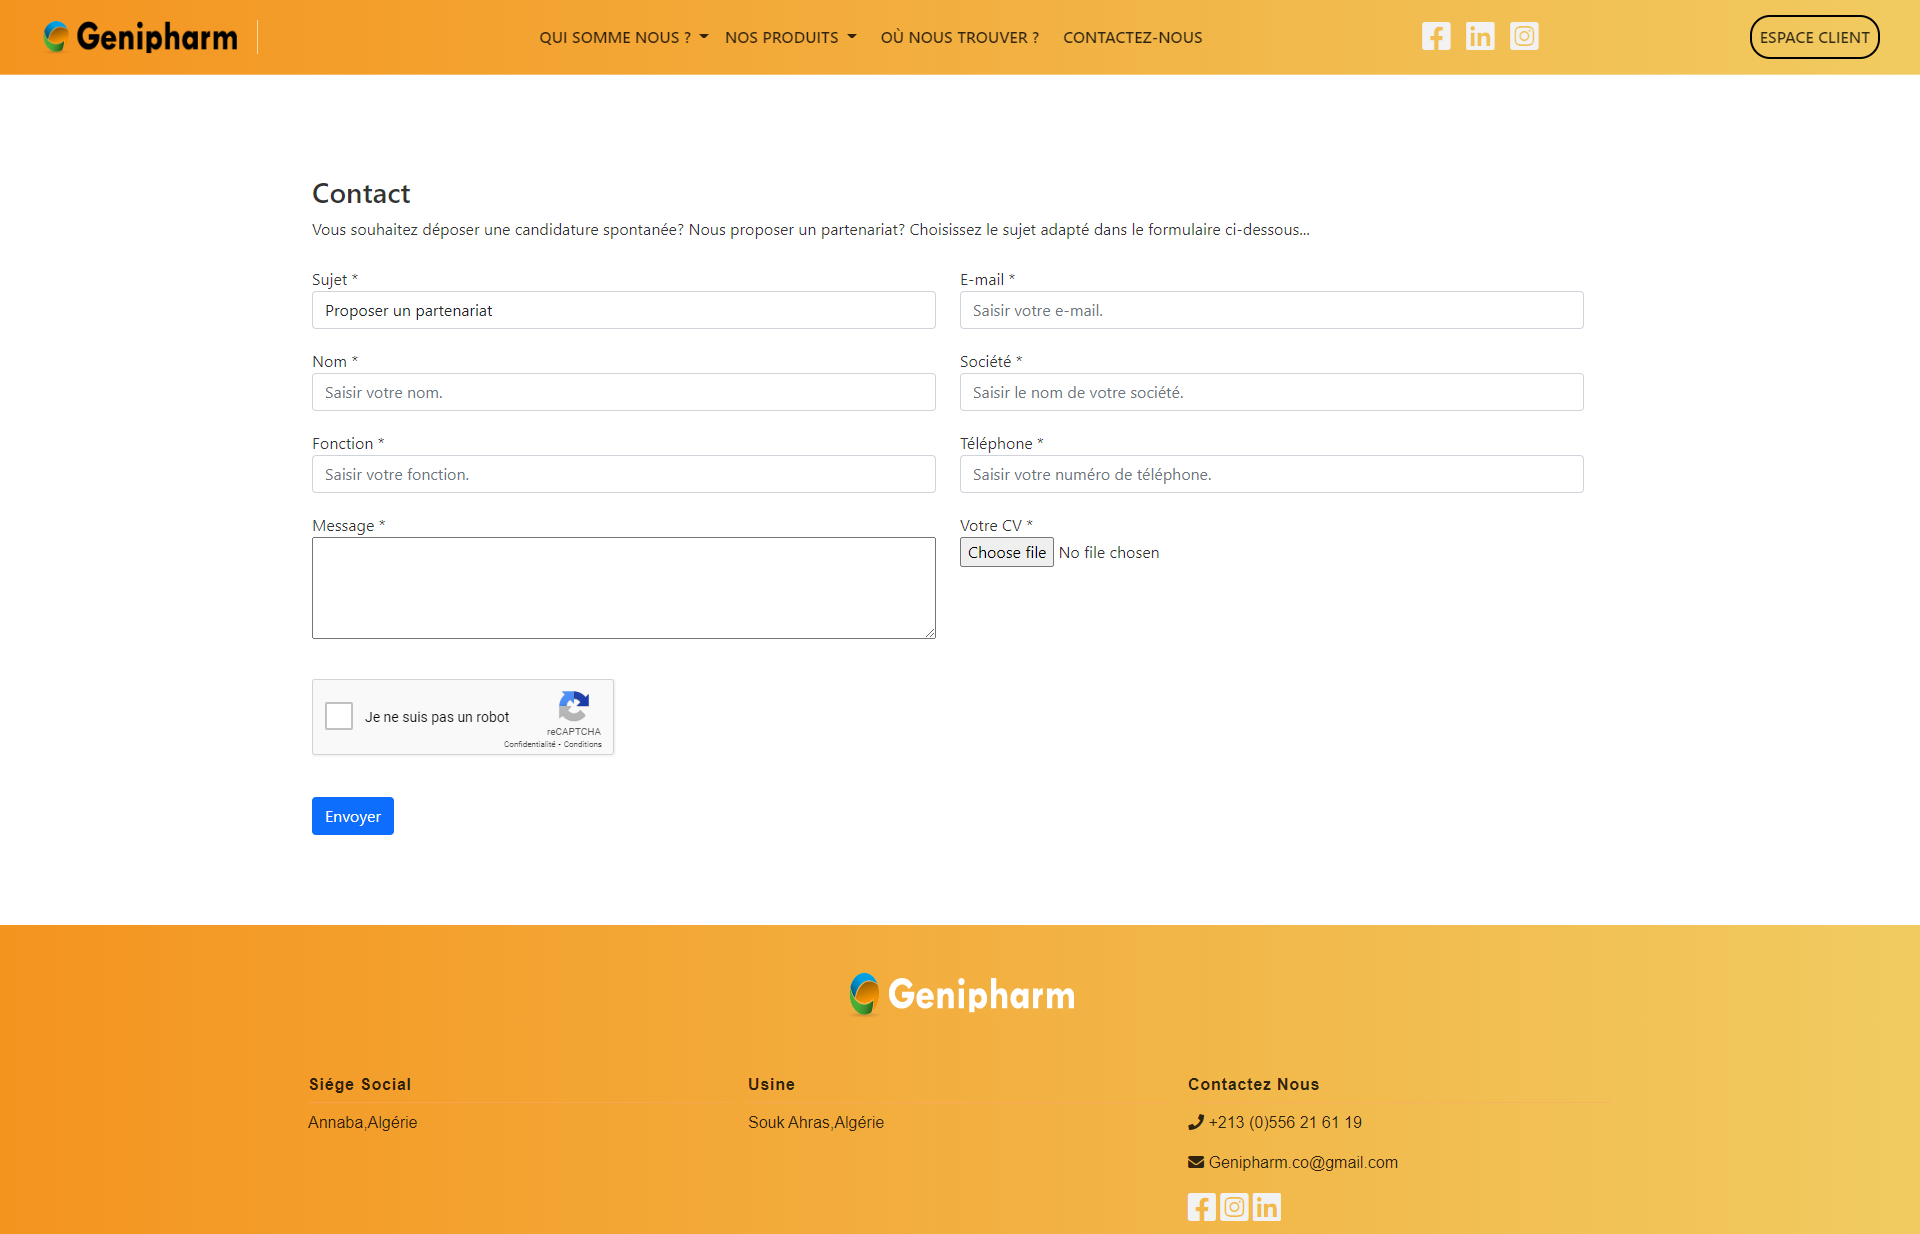 Genipharm
QUI SOMME NOUS ?
NOS PRODUITS
OÙ NOUS TROUVER ?
CONTACTEZ-NOUS
ESPACE CLIENT
Contact
Vous souhaitez déposer une candidature spontanée? Nous proposer un partenariat? Choisissez le sujet adapté dans le formulaire ci-dessous...
Sujet *
Proposer un partenariat
E-mail *
Saisir votre e-mail.
Nom *
Saisir votre nom.
Société *
Saisir le nom de votre société.
Fonction *
Saisir votre fonction.
Téléphone *
Saisir votre numéro de téléphone.
Message *
Votre CV *
Choose file No file chosen
Je ne suis pas un robot
reCAPTCHA
Confidentialité - Conditions
Envoyer
Genipharm
Siége Social
Annaba,Algérie
Usine
Souk Ahras,Algérie
Contactez Nous
+213 (0)556 21 61 19
Genipharm.co@gmail.com